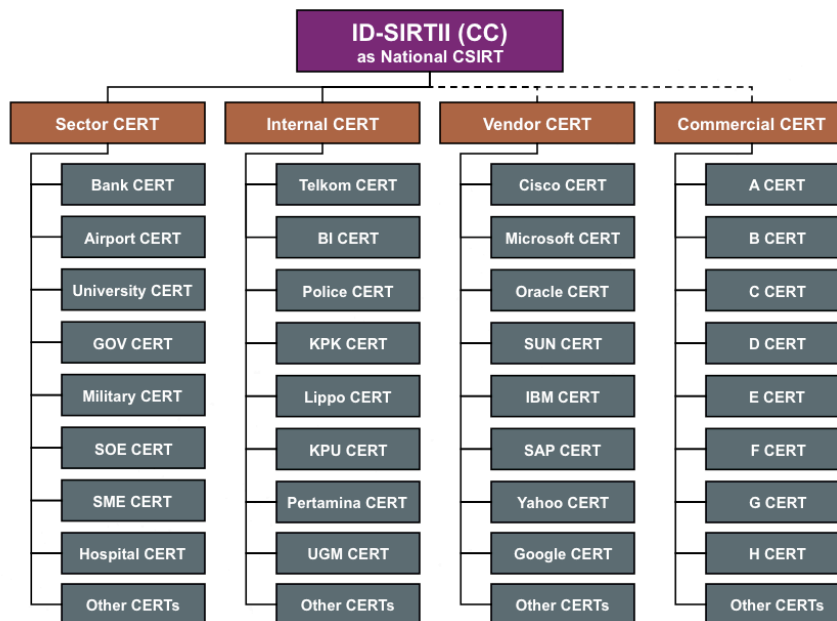 ID-SIRTII (CC)
as National CSIRT
Sector CERT
Internal CERT
Vendor CERT
Commercial CERT
Bank CERT
Airport CERT
University CERT
GOV CERT
Military CERT
SOE CERT
SME CERT
Hospital CERT
Other CERTs
Telkom CERT
BI CERT
Police CERT
KPK CERT
Lippo CERT
KPU CERT
Pertamina CERT
UGM CERT
Other CERTs
Cisco CERT
Microsoft CERT
Oracle CERT
SUN CERT
IBM CERT
SAP CERT
Yahoo CERT
Google CERT
Other CERTs
A CERT
B CERT
C CERT
D CERT
E CERT
F CERT
G CERT
H CERT
Other CERTs